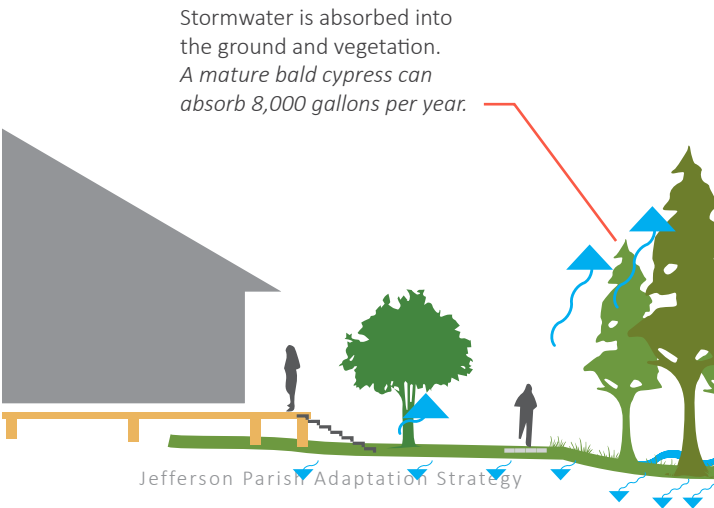 Stormwater is absorbed into
the ground and vegetation.
A mature bald cypress can
absorb 8,000 gallons per year.
Jefferson Parish Adaptation Strategy